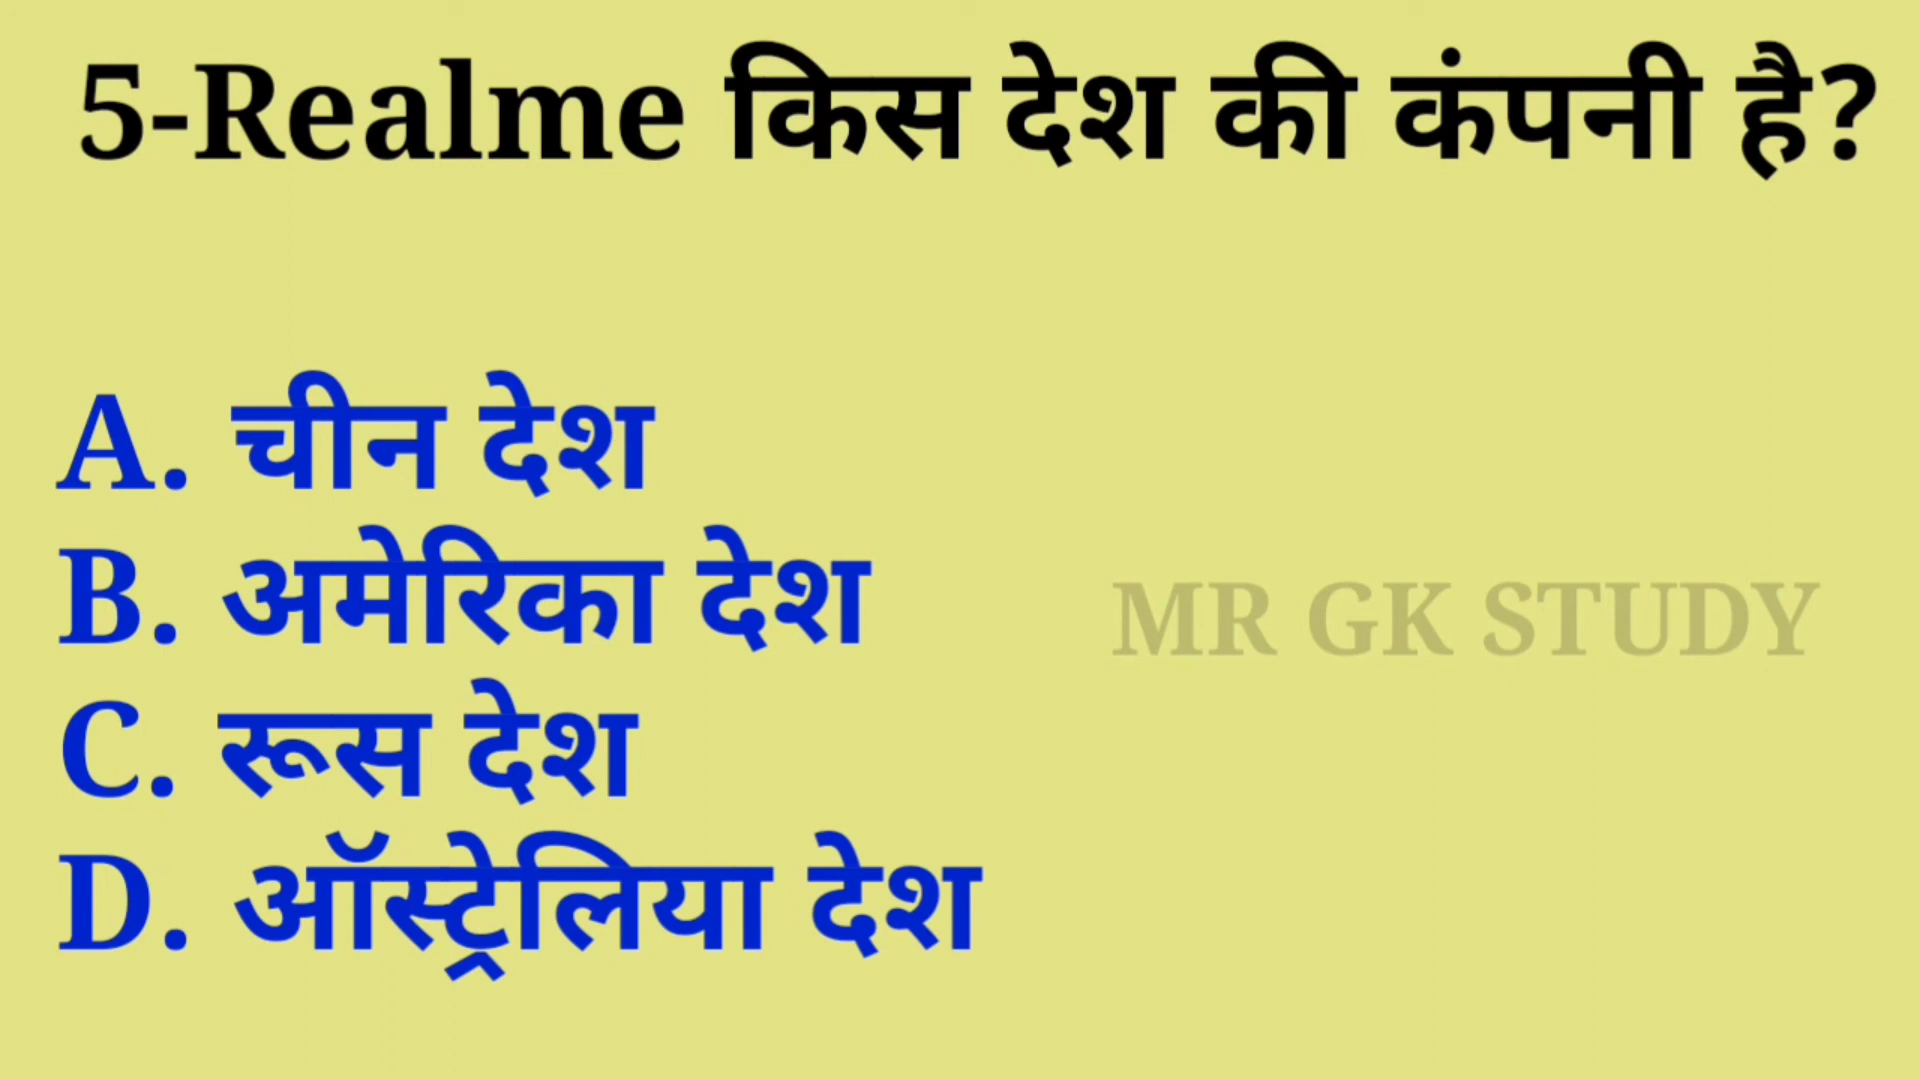 5-Realme किस देश की कंपनी है?
A. चीन देश
B. अमेरिका देश
MR GK STUDY
C. रूस देश
D. ऑस्ट्रेलिया देश